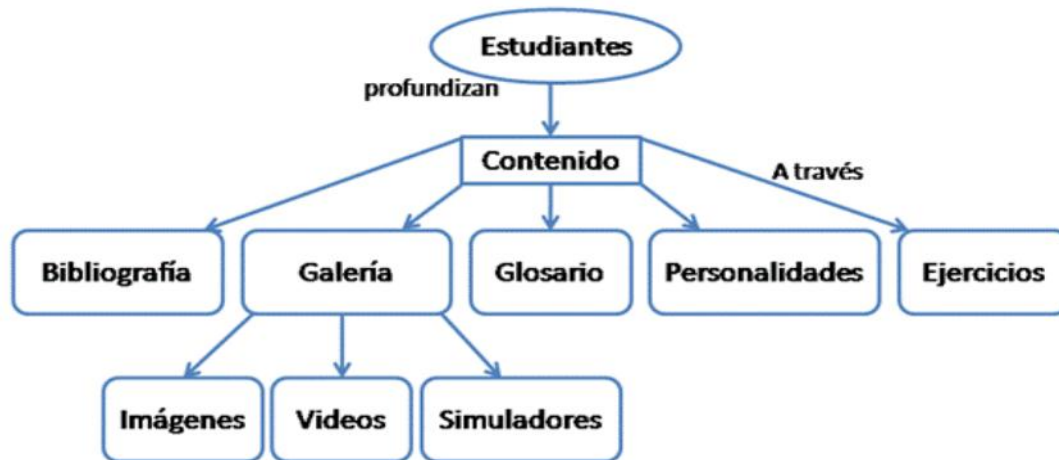 Estudiantes
profundizan
Contenido
A través
Bibliografía
Galería
Glosario
Personalidades
Ejercicios
Imágenes
Videos
Simuladores